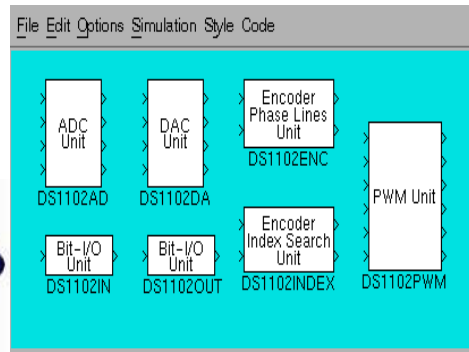 File Edit Options Simulation Style Code
ADC
Unit
DS1102AD
DAC
Unit
DS1102DA
Encoder
Phase Lines
Unit
DS1102ENC
PWM Unit
DS1102PWM
Bit-I/O
Unit
DS1102IN
Bit-I/O
Unit
DS1102OUT
Encoder
Index Search
Unit
DS1102INDEX